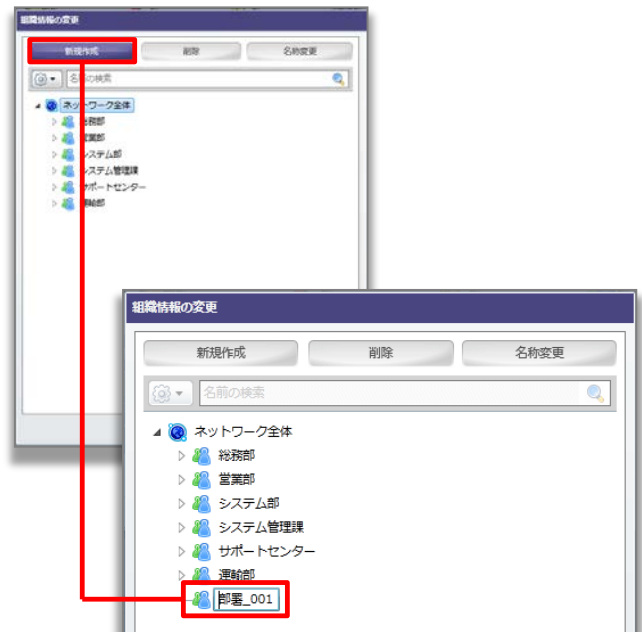 組織情報の変更
新規作成 削除 名称変更
名前の検索
ネットワーク全体
総務部
営業部
システム部
システム管理課
サポートセンター
運輸部
組織情報の変更
新規作成 削除 名称変更
名前の検索
ネットワーク全体
総務部
営業部
システム部
システム管理課
サポートセンター
運輸部
部署_001